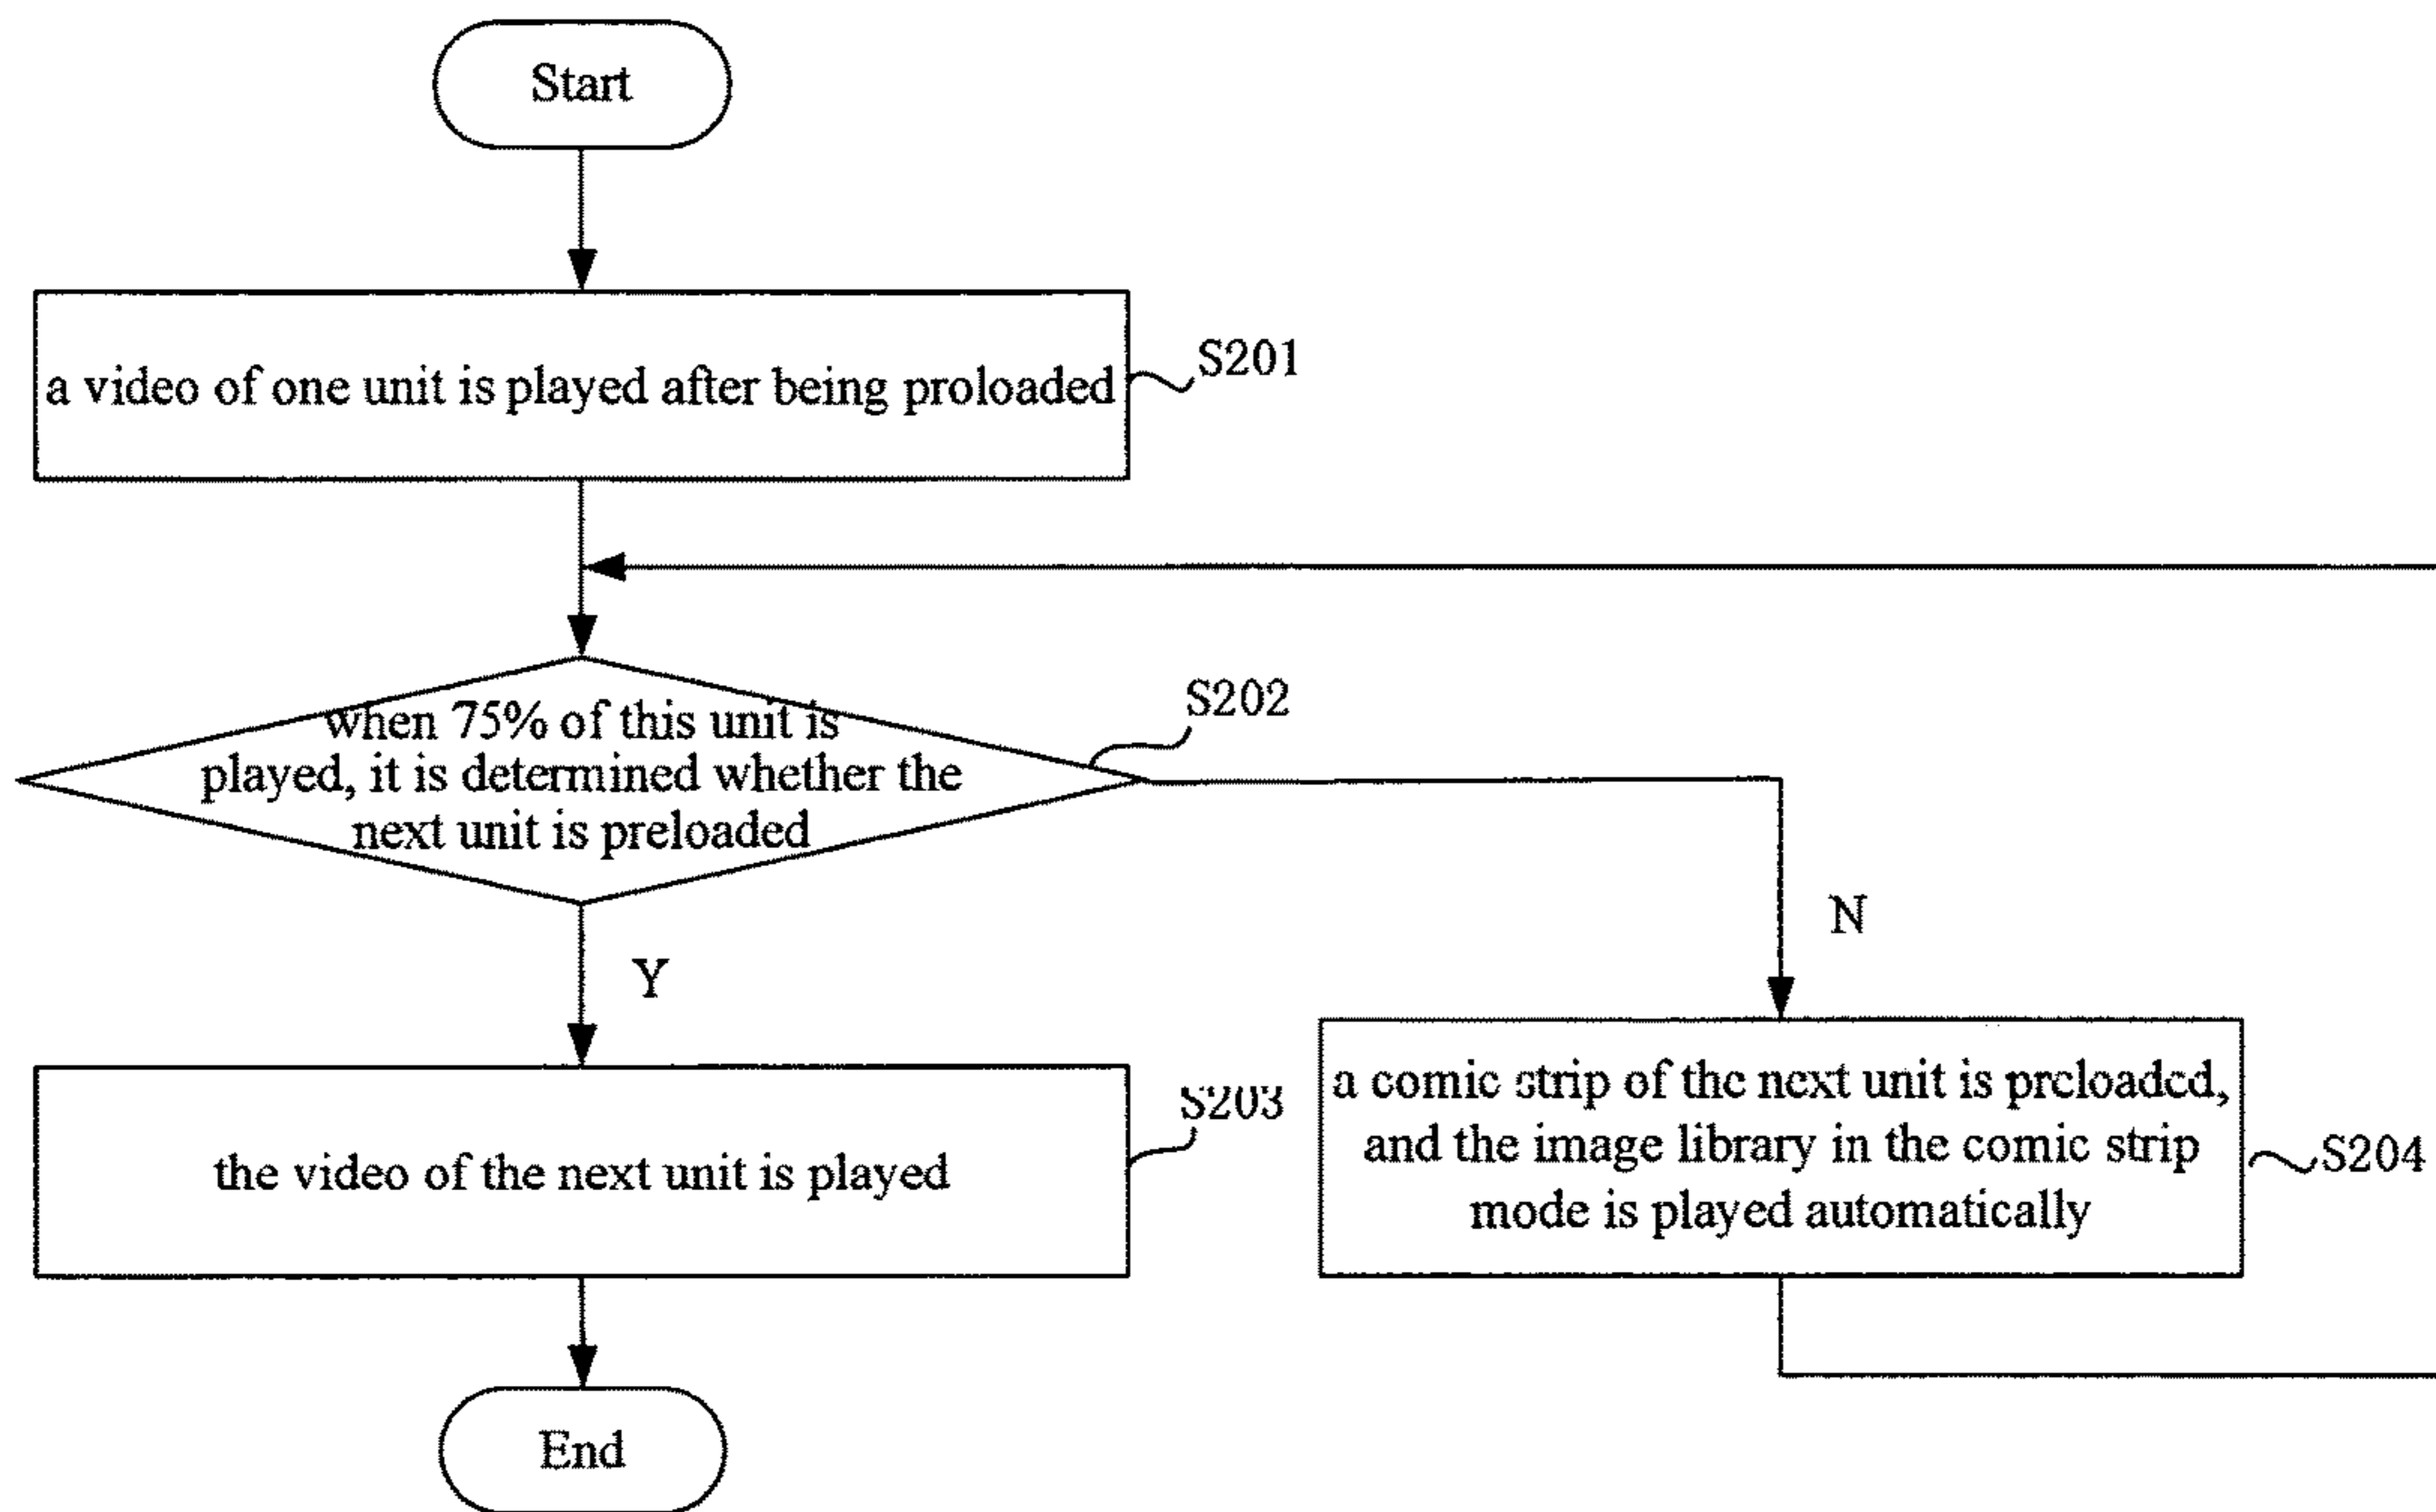 Start
a video of one unit is played after being proloaded
S201
when 75% of this unit is
played, it is determined whether the
next unit is preloaded
S202
N
Y
the video of the next unit is played
S203
a comic strip of the next unit is preloaded,
and the image library in the comic strip
mode is played automatically
S204
End